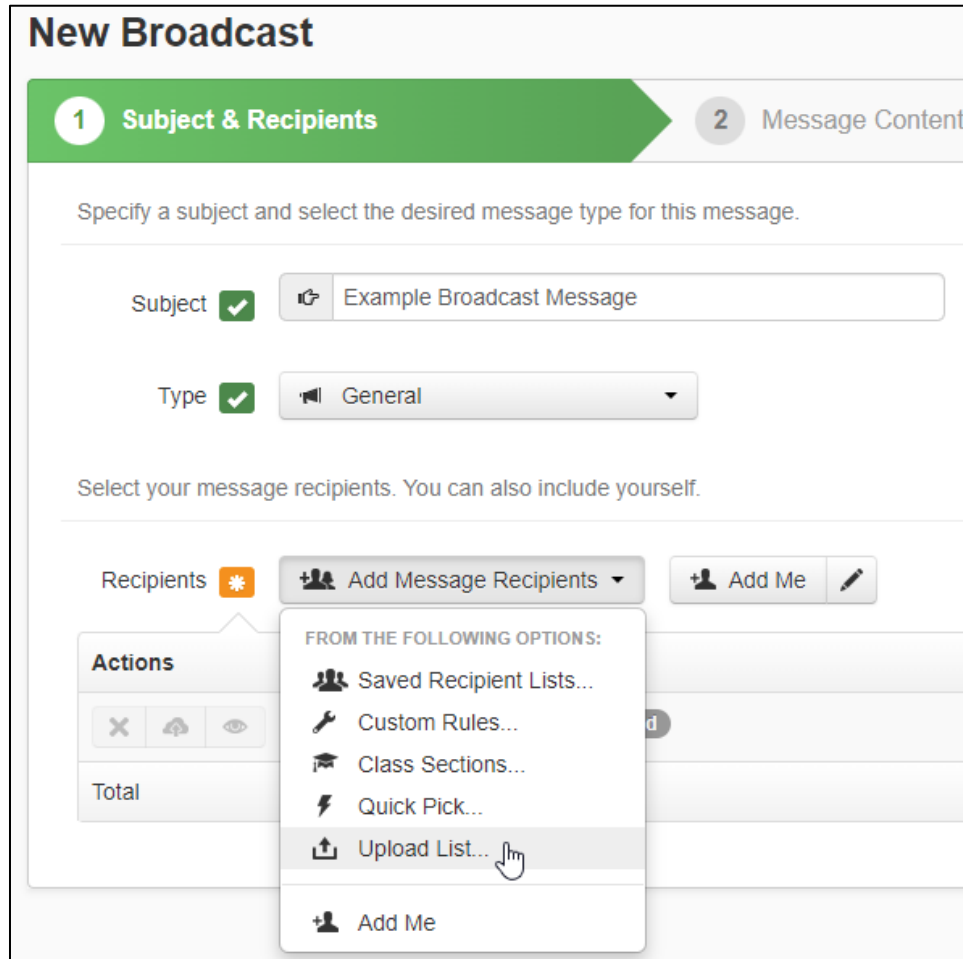 New Broadcast
1 Subject & Recipients
2 Message Content
Specify a subject and select the desired message type for this message.
Subject Example Broadcast Message
Type General
Select your message recipients. You can also include yourself.
Recipients Add Message Recipients Add Me
FROM THE FOLLOWING OPTIONS:
Actions
Saved Recipient Lists...
Custom Rules...
Class Sections...
Total
Quick Pick...
Upload List...
Add Me